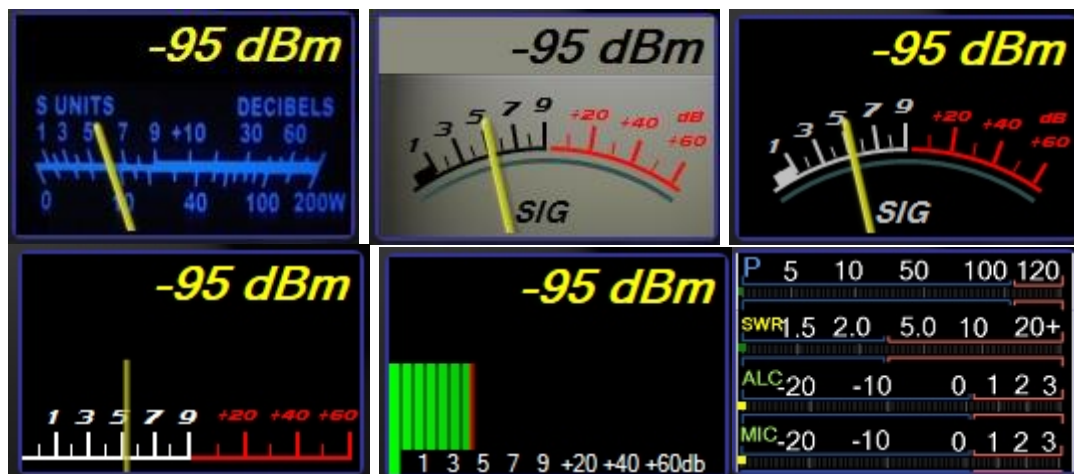 -95 dBm
S UNITS DECIBELS
1 3 5 7 9 +10 30 60
0 40 100 200W
-95 dBm
1 3 5 7 9 +20 +40 +60 dB
SIG
-95 dBm
1 3 5 7 9 +20 +40 +60 dB
SIG
-95 dBm
1 3 5 7 9 +20 +40 +60
-95 dBm
1 3 5 7 9 +20 +40 +60db
P 5 10 50 100 120
SWR 1.5 2.0 5.0 10 20+
ALC -20 -10 0 1 2 3
MIC -20 -10 0 1 2 3